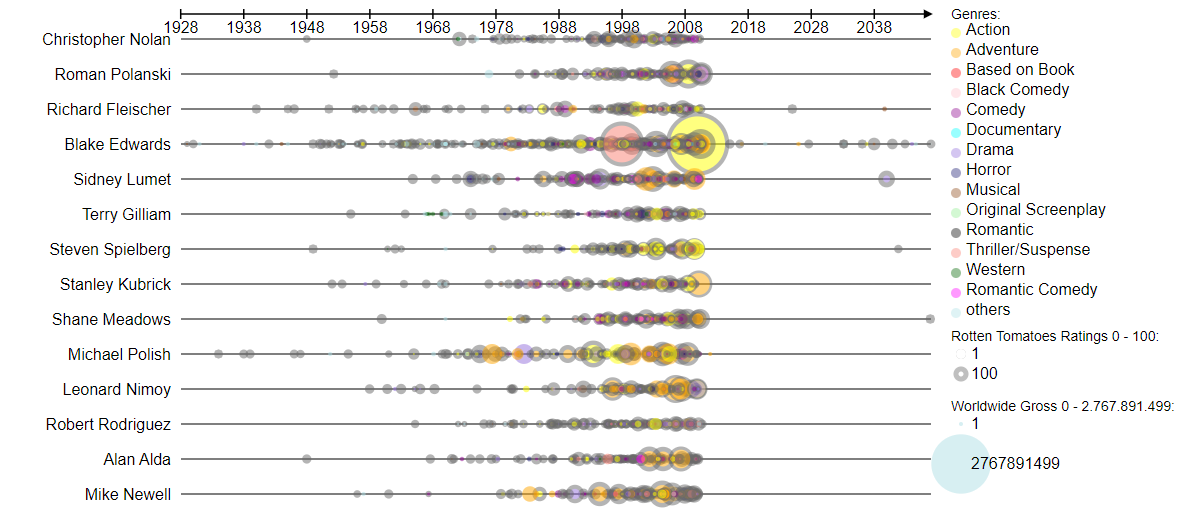 1928 1938 1948 1958 1968 1978 1988 1998 2008 2018 2028 2038
Christopher Nolan
Roman Polanski
Richard Fleischer
Blake Edwards
Sidney Lumet
Terry Gilliam
Steven Spielberg
Stanley Kubrick
Shane Meadows
Michael Polish
Leonard Nimoy
Robert Rodriguez
Alan Alda
Mike Newell
Genres:
Action
Adventure
Based on Book
Black Comedy
Comedy
Documentary
Drama
Horror
Musical
Original Screenplay
Romantic
Thriller/Suspense
Western
Romantic Comedy
others
Rotten Tomatoes Ratings 0 - 100:
1
100
Worldwide Gross 0 - 2.767.891.499:
1
2767891499